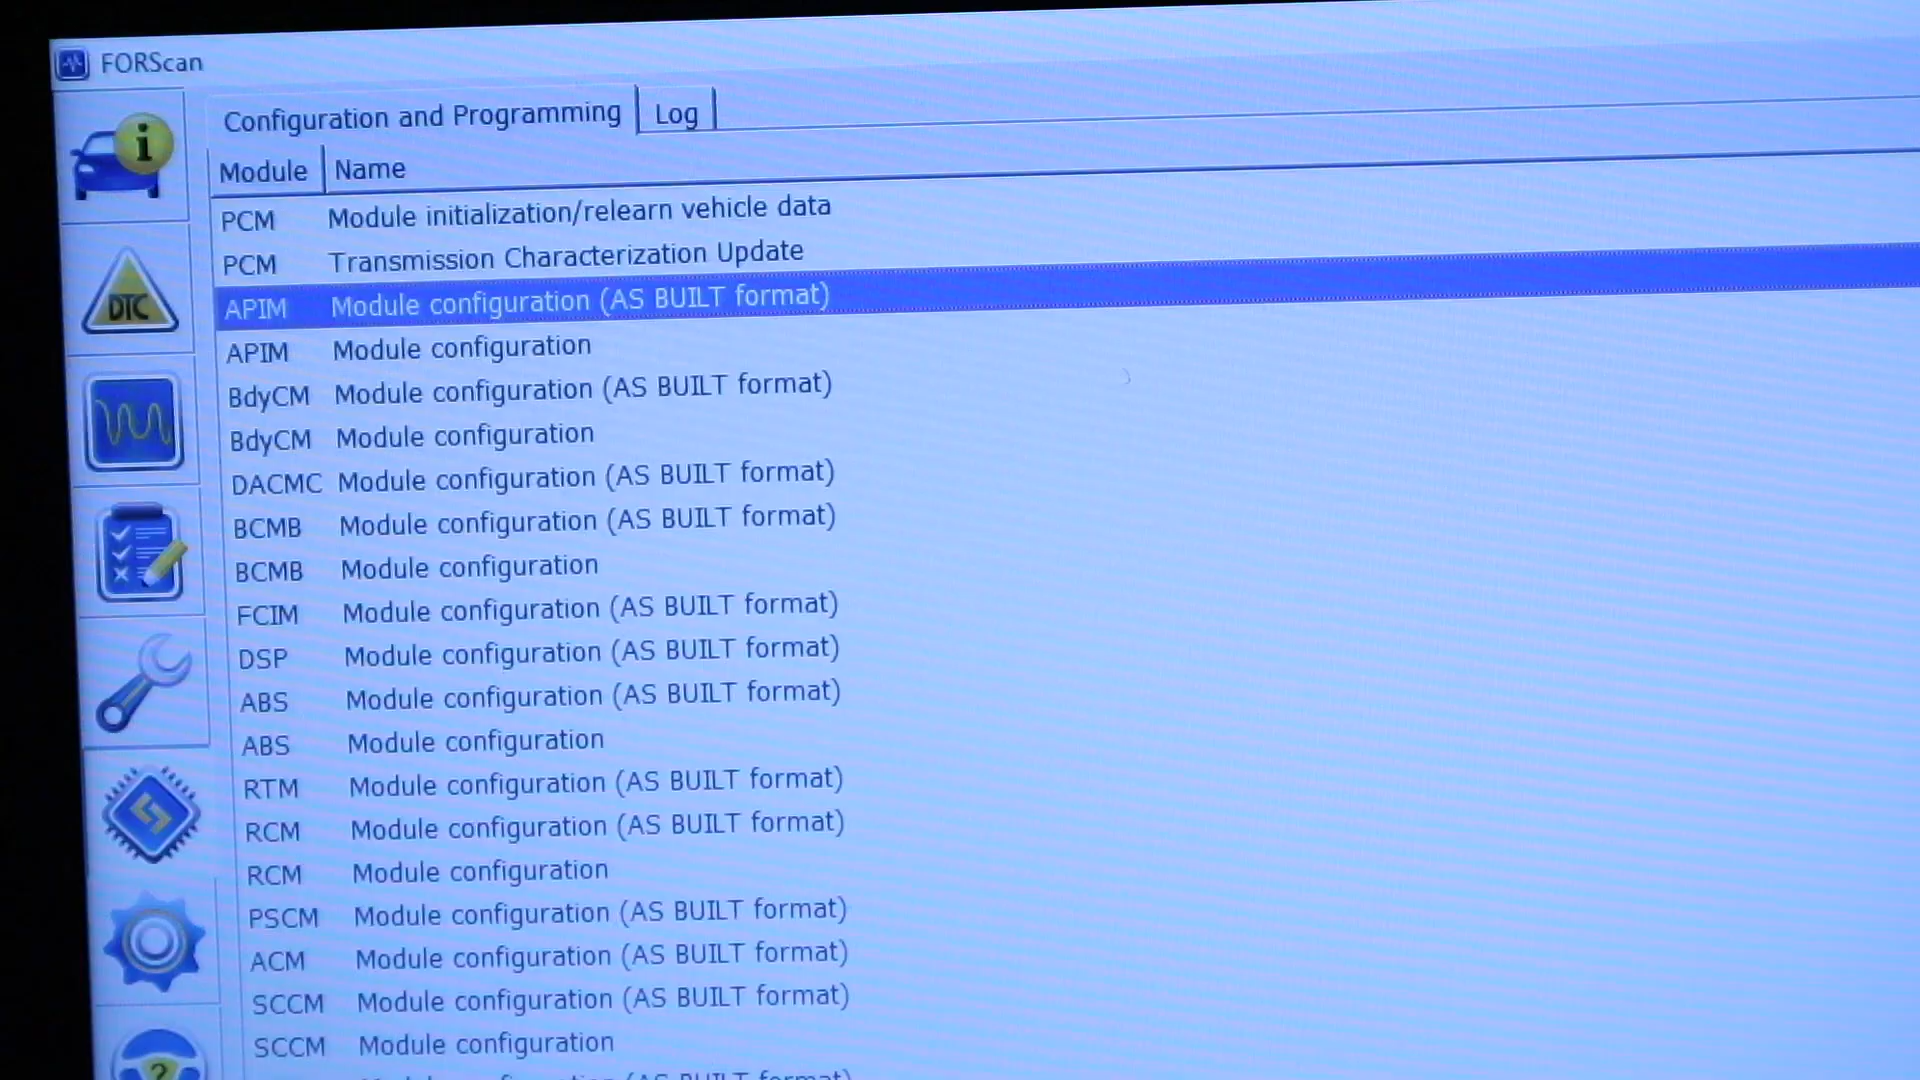 FORScan
Configuration and Programming Log
Module Name
PCM Module initialization/relearn vehicle data
PCM Transmission Characterization Update
APIM Module configuration (AS BUILT format)
APIM Module configuration
BdyCM Module configuration (AS BUILT format)
BdyCM Module configuration
DACMC Module configuration (AS BUILT format)
BCMB Module configuration (AS BUILT format)
BCMB Module configuration
FCIM Module configuration (AS BUILT format)
DSP Module configuration (AS BUILT format)
ABS Module configuration (AS BUILT format)
ABS Module configuration
RTM Module configuration (AS BUILT format)
RCM Module configuration (AS BUILT format)
RCM Module configuration
PSCM Module configuration (AS BUILT format)
ACM Module configuration (AS BUILT format)
SCCM Module configuration (AS BUILT format)
SCCM Module configuration
Module configuration (AS BUILT format)
i
DTC
?